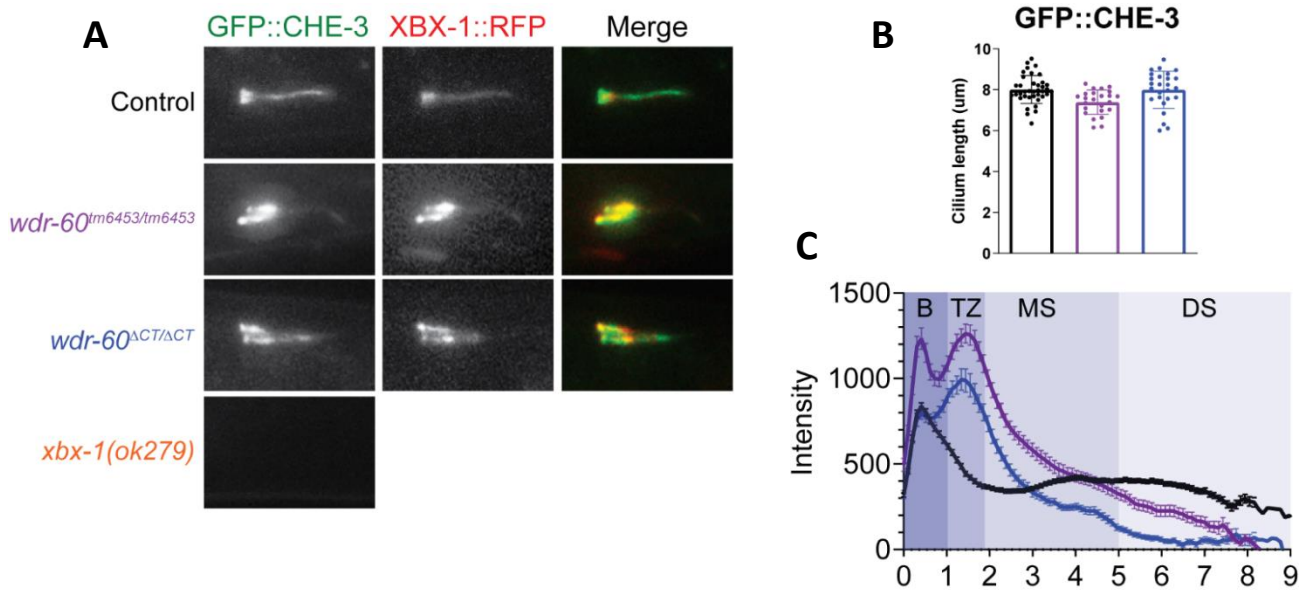 A
GFP::CHE-3 XBX-1::RFP Merge
Control
wdr-60tm6453/tm6453
wdr-60ΔCT/ΔCT
xbx-1(ok279)
B
GFP::CHE-3
Cilium length (um)
10
8
6
4
2
0
C
Intensity
1500
1000
500
0
B TZ MS DS
0 1 2 3 4 5 6 7 8 9